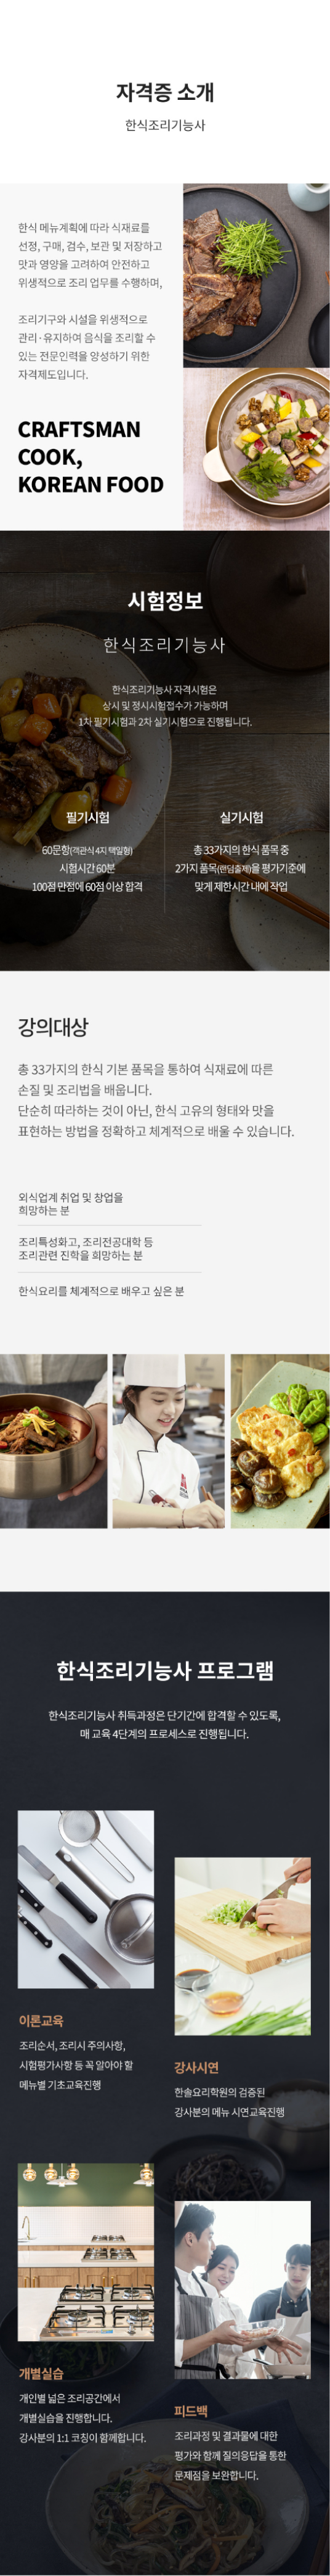 자격증 소개
한식조리기능사
한식 메뉴계획에 따라 식재료를
선정, 구매, 검수, 보관 및 저장하고
맛과 영양을 고려하여 안전하고
위생적으로 조리 업무를 수행하며,
조리기구와 시설을 위생적으로
관리·유지하여 음식을 조리할 수
있는 전문인력을 양성하기 위한
자격제도입니다.
CRAFTSMAN
COOK,
KOREAN FOOD
시험정보
한식조리기능사
한식조리기능사 자격시험은
상시 및 정시시험접수가 가능하며
1차 필기시험과 2차 실기시험으로 진행됩니다.
필기시험
60문항(객관식 4지 택일형)
시험시간 60분
100점 만점에 60점 이상 합격
실기시험
총 33가지의 한식 품목 중
2가지 품목(랜덤출제)을 평가기준에
맞게 제한시간 내에 작업
강의대상
총 33가지의 한식 기본 품목을 통하여 식재료에 따른
손질 및 조리법을 배웁니다.
단순히 따라하는 것이 아닌, 한식 고유의 형태와 맛을
표현하는 방법을 정확하고 체계적으로 배울 수 있습니다.
외식업계 취업 및 창업을
희망하는 분
조리특성화고, 조리전공대학 등
조리관련 진학을 희망하는 분
한식요리를 체계적으로 배우고 싶은 분
한식조리기능사 프로그램
한식조리기능사 취득과정은 단기간에 합격할 수 있도록,
매 교육 4단계의 프로세스로 진행됩니다.
이론교육
조리순서, 조리시 주의사항,
시험평가사항 등 꼭 알아야 할
메뉴별 기초교육진행
강사시연
한솔요리학원의 검증된
강사분의 메뉴 시연교육진행
개별실습
개인별 넓은 조리공간에서
개별실습을 진행합니다.
강사분의 1:1 코칭이 함께합니다.
피드백
조리과정 및 결과물에 대한
평가와 함께 질의응답을 통한
문제점을 보완합니다.